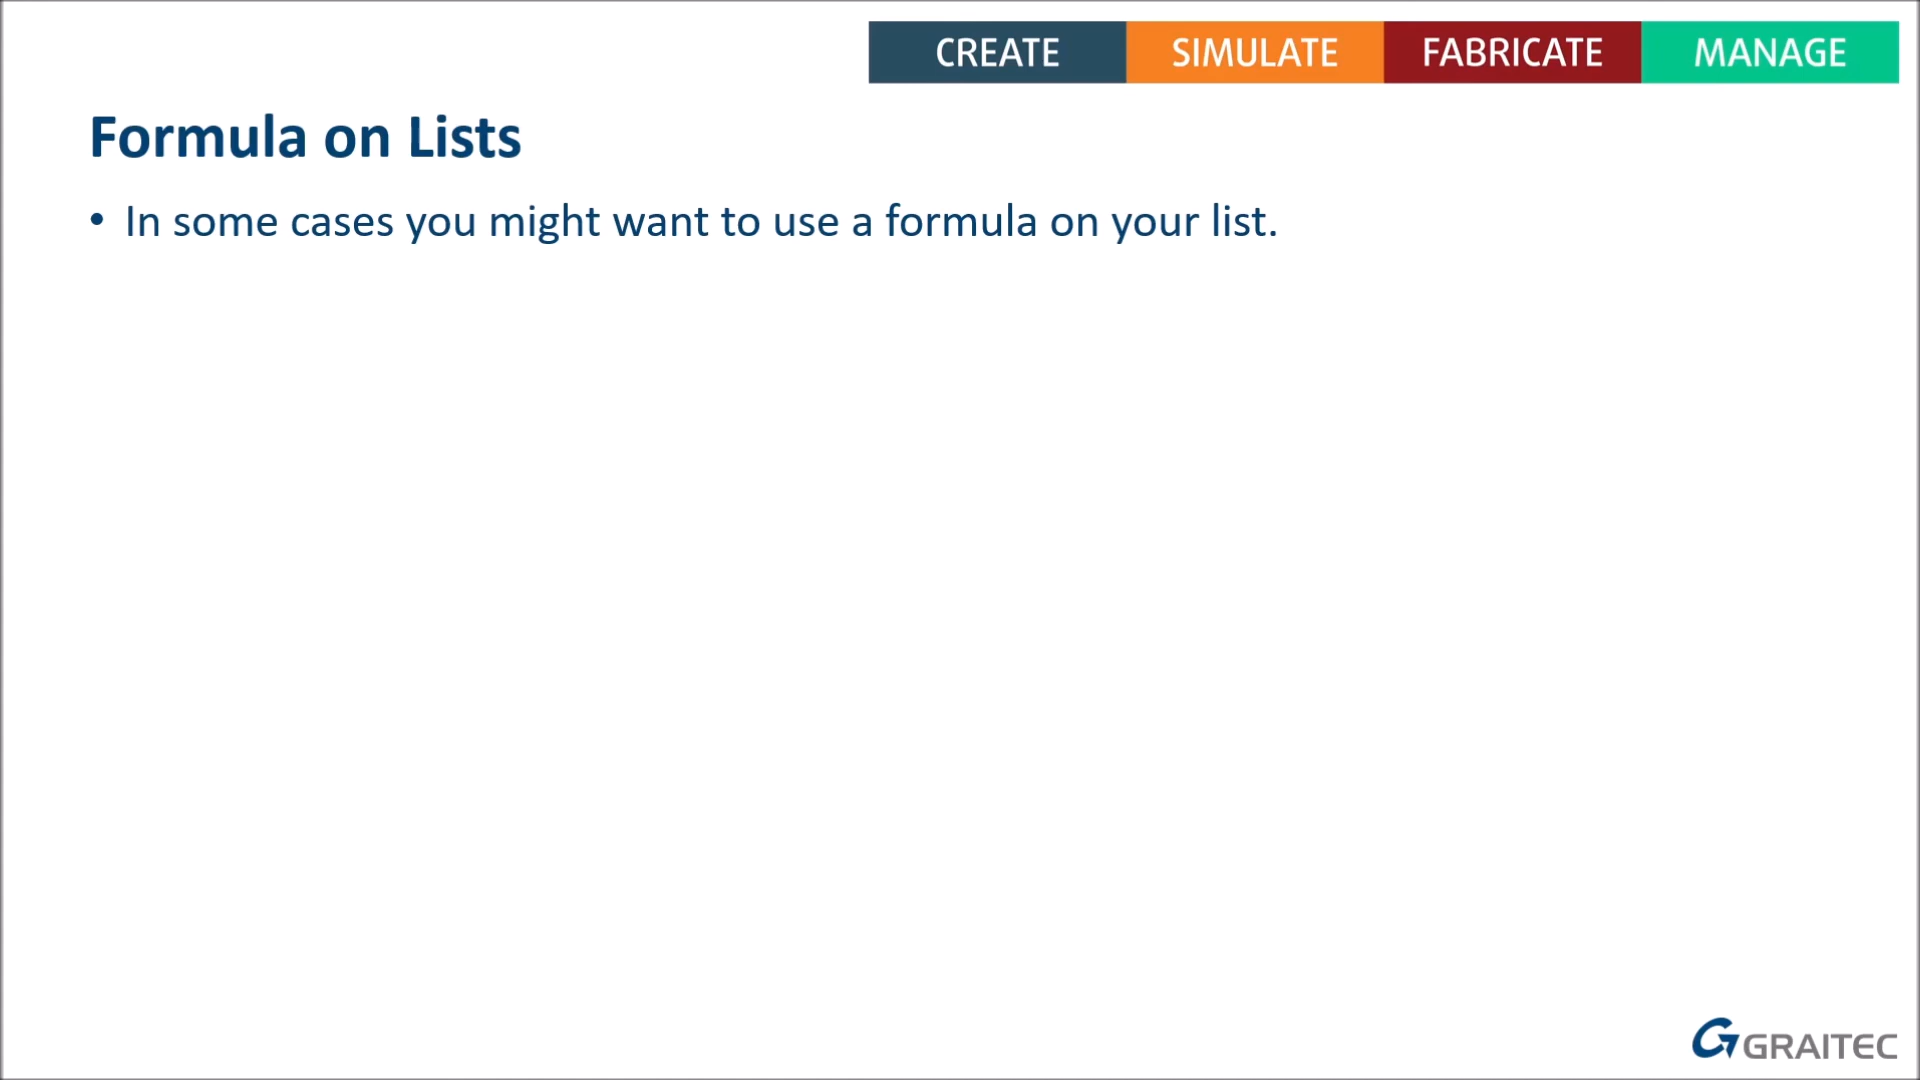 CREATE SIMULATE FABRICATE MANAGE
Formula on Lists
• In some cases you might want to use a formula on your list.
GRAITEC